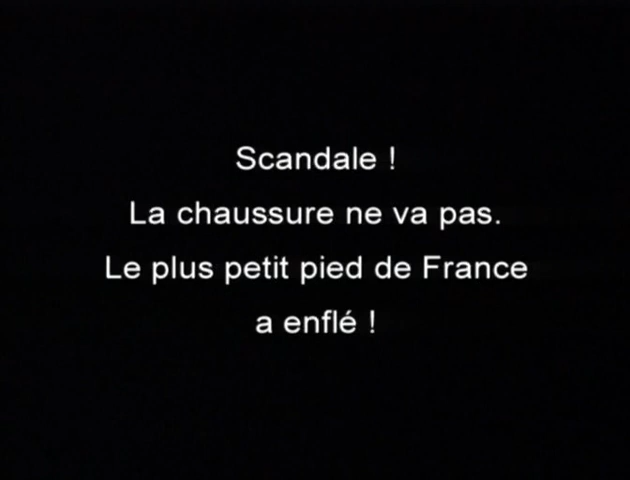 Scandale !
La chaussure ne va pas.
Le plus petit pied de France
a enflé !